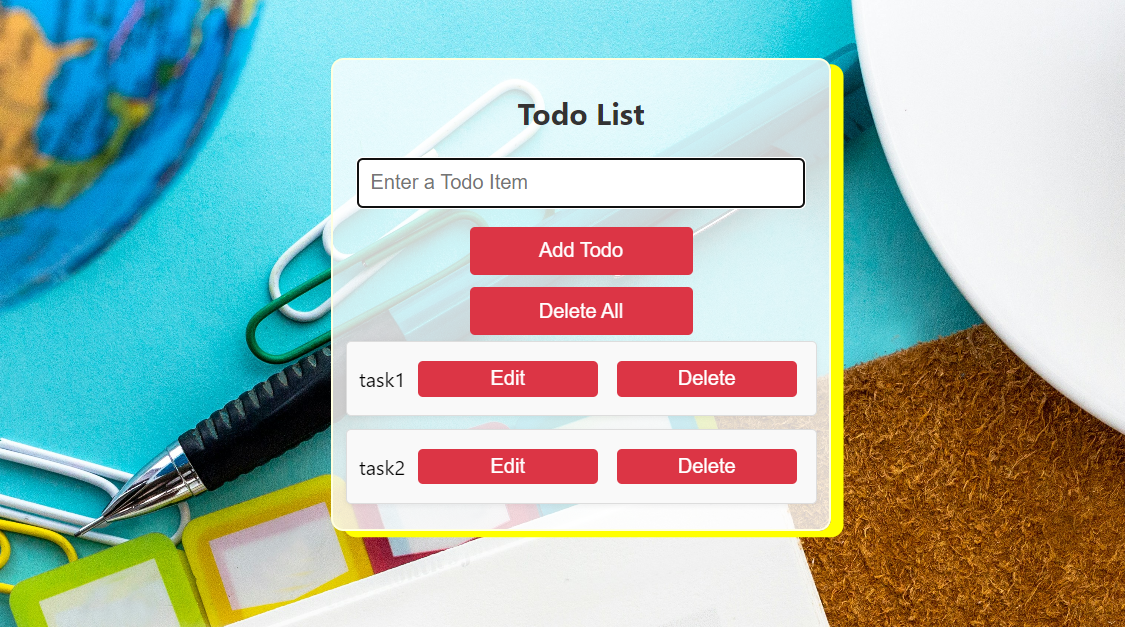 Todo List
Enter a Todo Item
Add Todo
Delete All
task1 Edit Delete
task2 Edit Delete